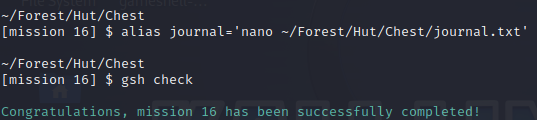 ~/Forest/Hut/Chest
[mission 16] $ alias journal='nano ~/Forest/Hut/Chest/journal.txt'
~/Forest/Hut/Chest
[mission 16] $ gsh check
Congratulations, mission 16 has been successfully completed!